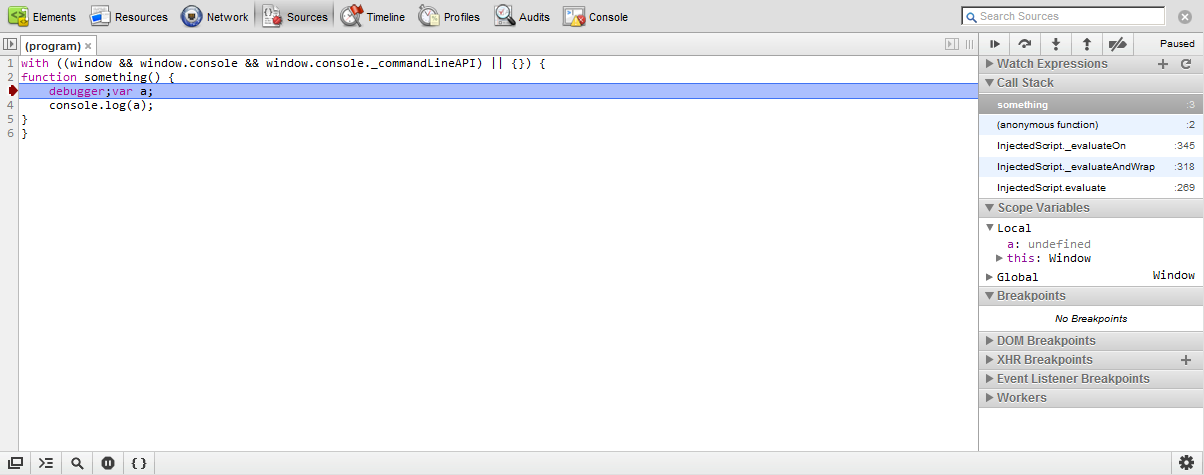 Elements Resources Network Sources Timeline Profiles Audits Console Search Sources
(program) × Paused
1 with ((window && window.console && window.console._commandLineAPI) || {}) {
2 function something() {
debugger;var a;
4 console.log(a);
5 }
6 }
Watch Expressions
Call Stack
something :3
(anonymous function) :2
InjectedScript._evaluateOn :345
InjectedScript._evaluateAndWrap :318
InjectedScript.evaluate :269
Scope Variables
Local
a: undefined
this: Window
Global Window
Breakpoints
No Breakpoints
DOM Breakpoints
XHR Breakpoints
Event Listener Breakpoints
Workers